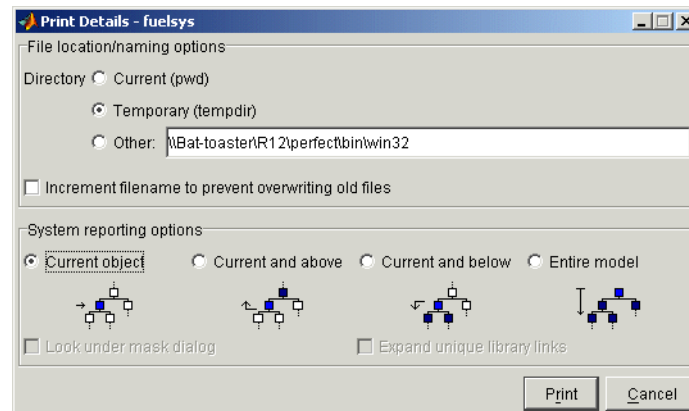 Print Details - fuelsys
File location/naming options
Directory Current (pwd)
Temporary (tempdir)
Other: \\Bat-toaster\R12\perfect\bin\win32
Increment filename to prevent overwriting old files
System reporting options
Current object Current and above Current and below Entire model
Look under mask dialog Expand unique library links
Print Cancel